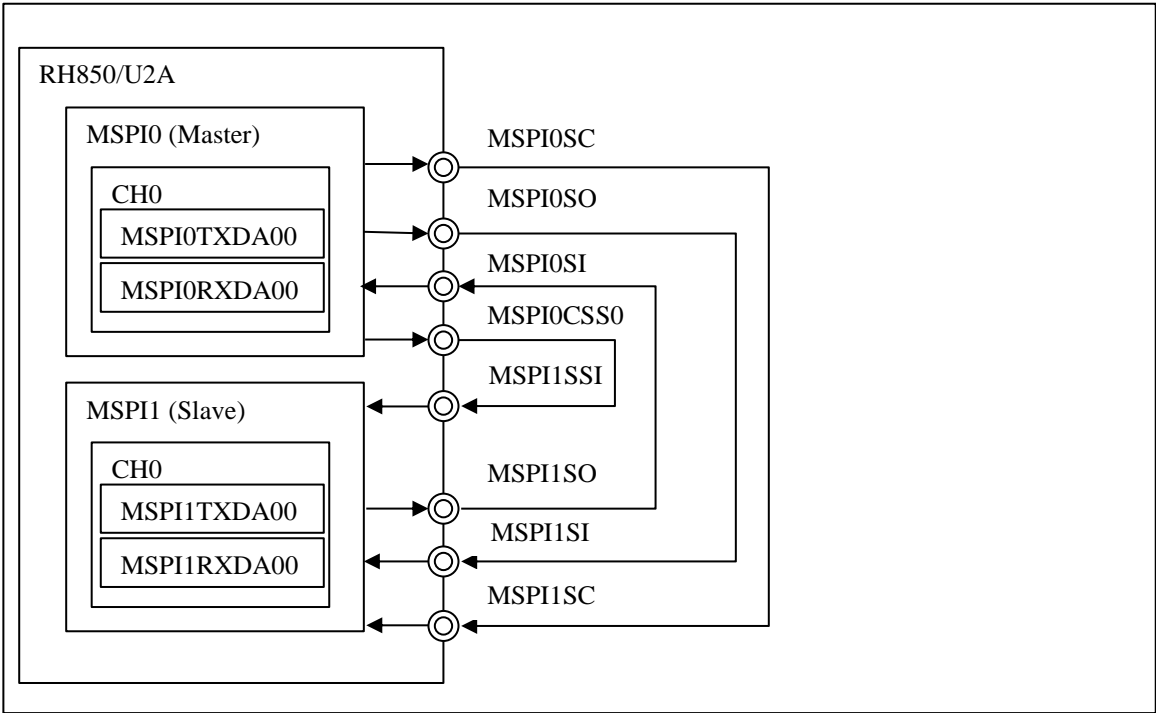 RH850/U2A
MSPI0 (Master)
CH0
MSPI0TXDA00
MSPI0RXDA00
MSPI0SC
MSPI0SO
MSPI0SI
MSPI0CSS0
MSPI1SSI
MSPI1 (Slave)
CH0
MSPI1TXDA00
MSPI1RXDA00
MSPI1SO
MSPI1SI
MSPI1SC